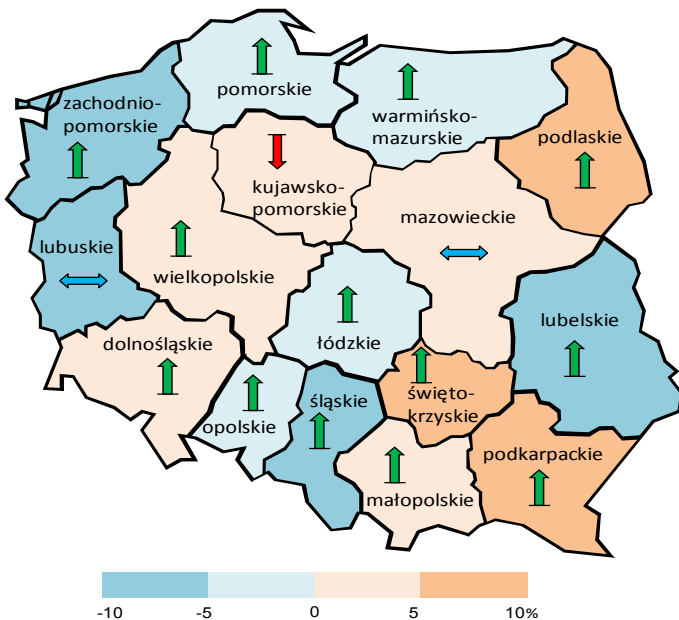 pomorskie
zachodnio-
pomorskie
warmińsko-
mazurskie
podlaskie
kujawsko-
pomorskie
mazowieckie
lubuskie
wielkopolskie
lubelskie
łódzkie
dolnośląskie
święto-
krzyskie
śląskie
opolskie
podkarpackie
małopolskie
-10 -5 0 5 10%